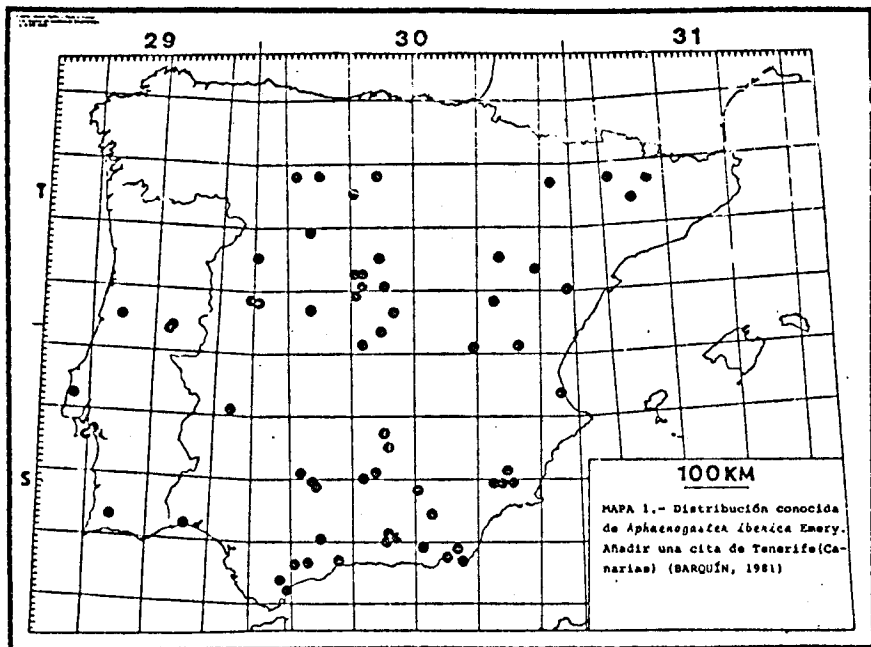 29 30 31
T
S
100KM
MAPA 1.- Distribución conocida
de Aphaenogaster iberica Emery.
Añadir una cita de Tenerife(Ca-
narias) (BARQUÍN, 1981)